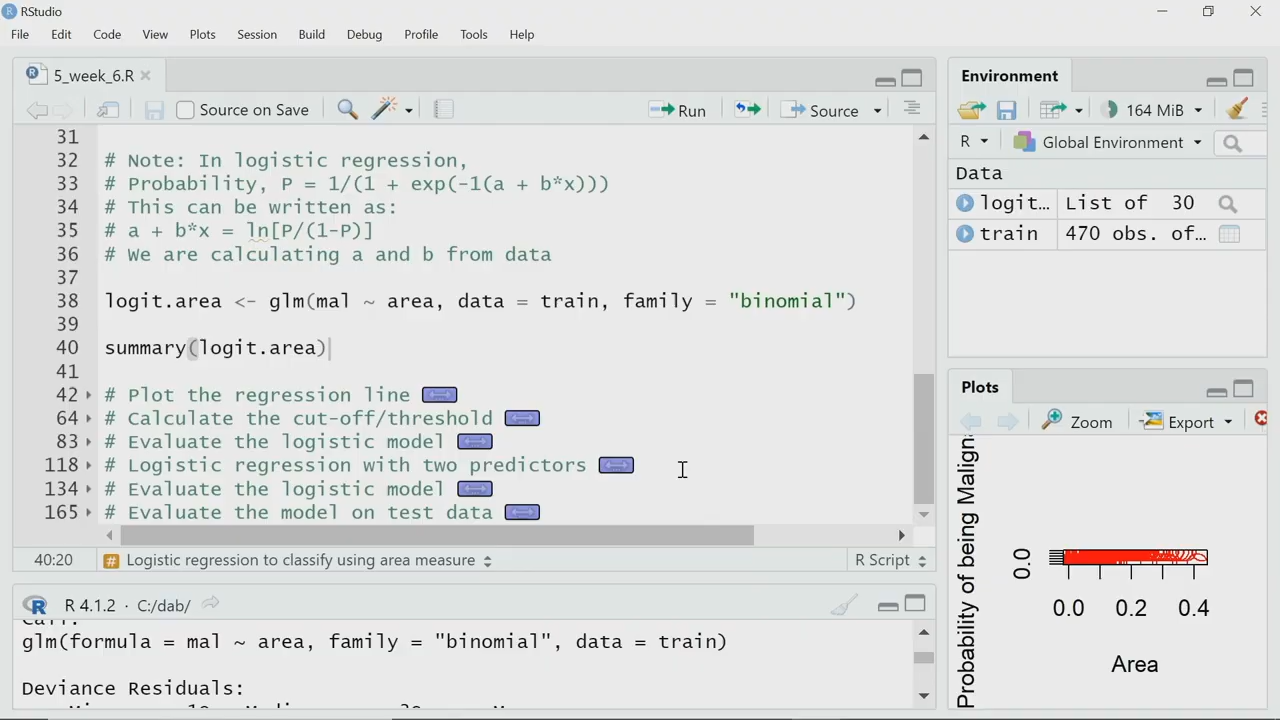 RStudio
File Edit Code View Plots Session Build Debug Profile Tools Help
5_week_6.R
Source on Save
Run
Source
31
32 # Note: In logistic regression,
33 # Probability, P = 1/(1 + exp(-1(a + b*x)))
34 # This can be written as:
35 # a + b*x = ln[P/(1-P)]
36 # We are calculating a and b from data
37
38 logit.area <- glm(mal ~ area, data = train, family = "binomial")
39
40 summary(logit.area)
41
42 # Plot the regression line
64 # Calculate the cut-off/threshold
83 # Evaluate the logistic model
118 # Logistic regression with two predictors
134 # Evaluate the logistic model
165 # Evaluate the model on test data
40:20 # Logistic regression to classify using area measure R Script
R 4.1.2 · C:/dab/
Call:
glm(formula = mal ~ area, family = "binomial", data = train)
Deviance Residuals:
Environment
164 MiB
R Global Environment
Data
logit... List of 30
train 470 obs. of...
Plots
Zoom Export
Probability of being Malign
0.0
0.0 0.2 0.4
Area